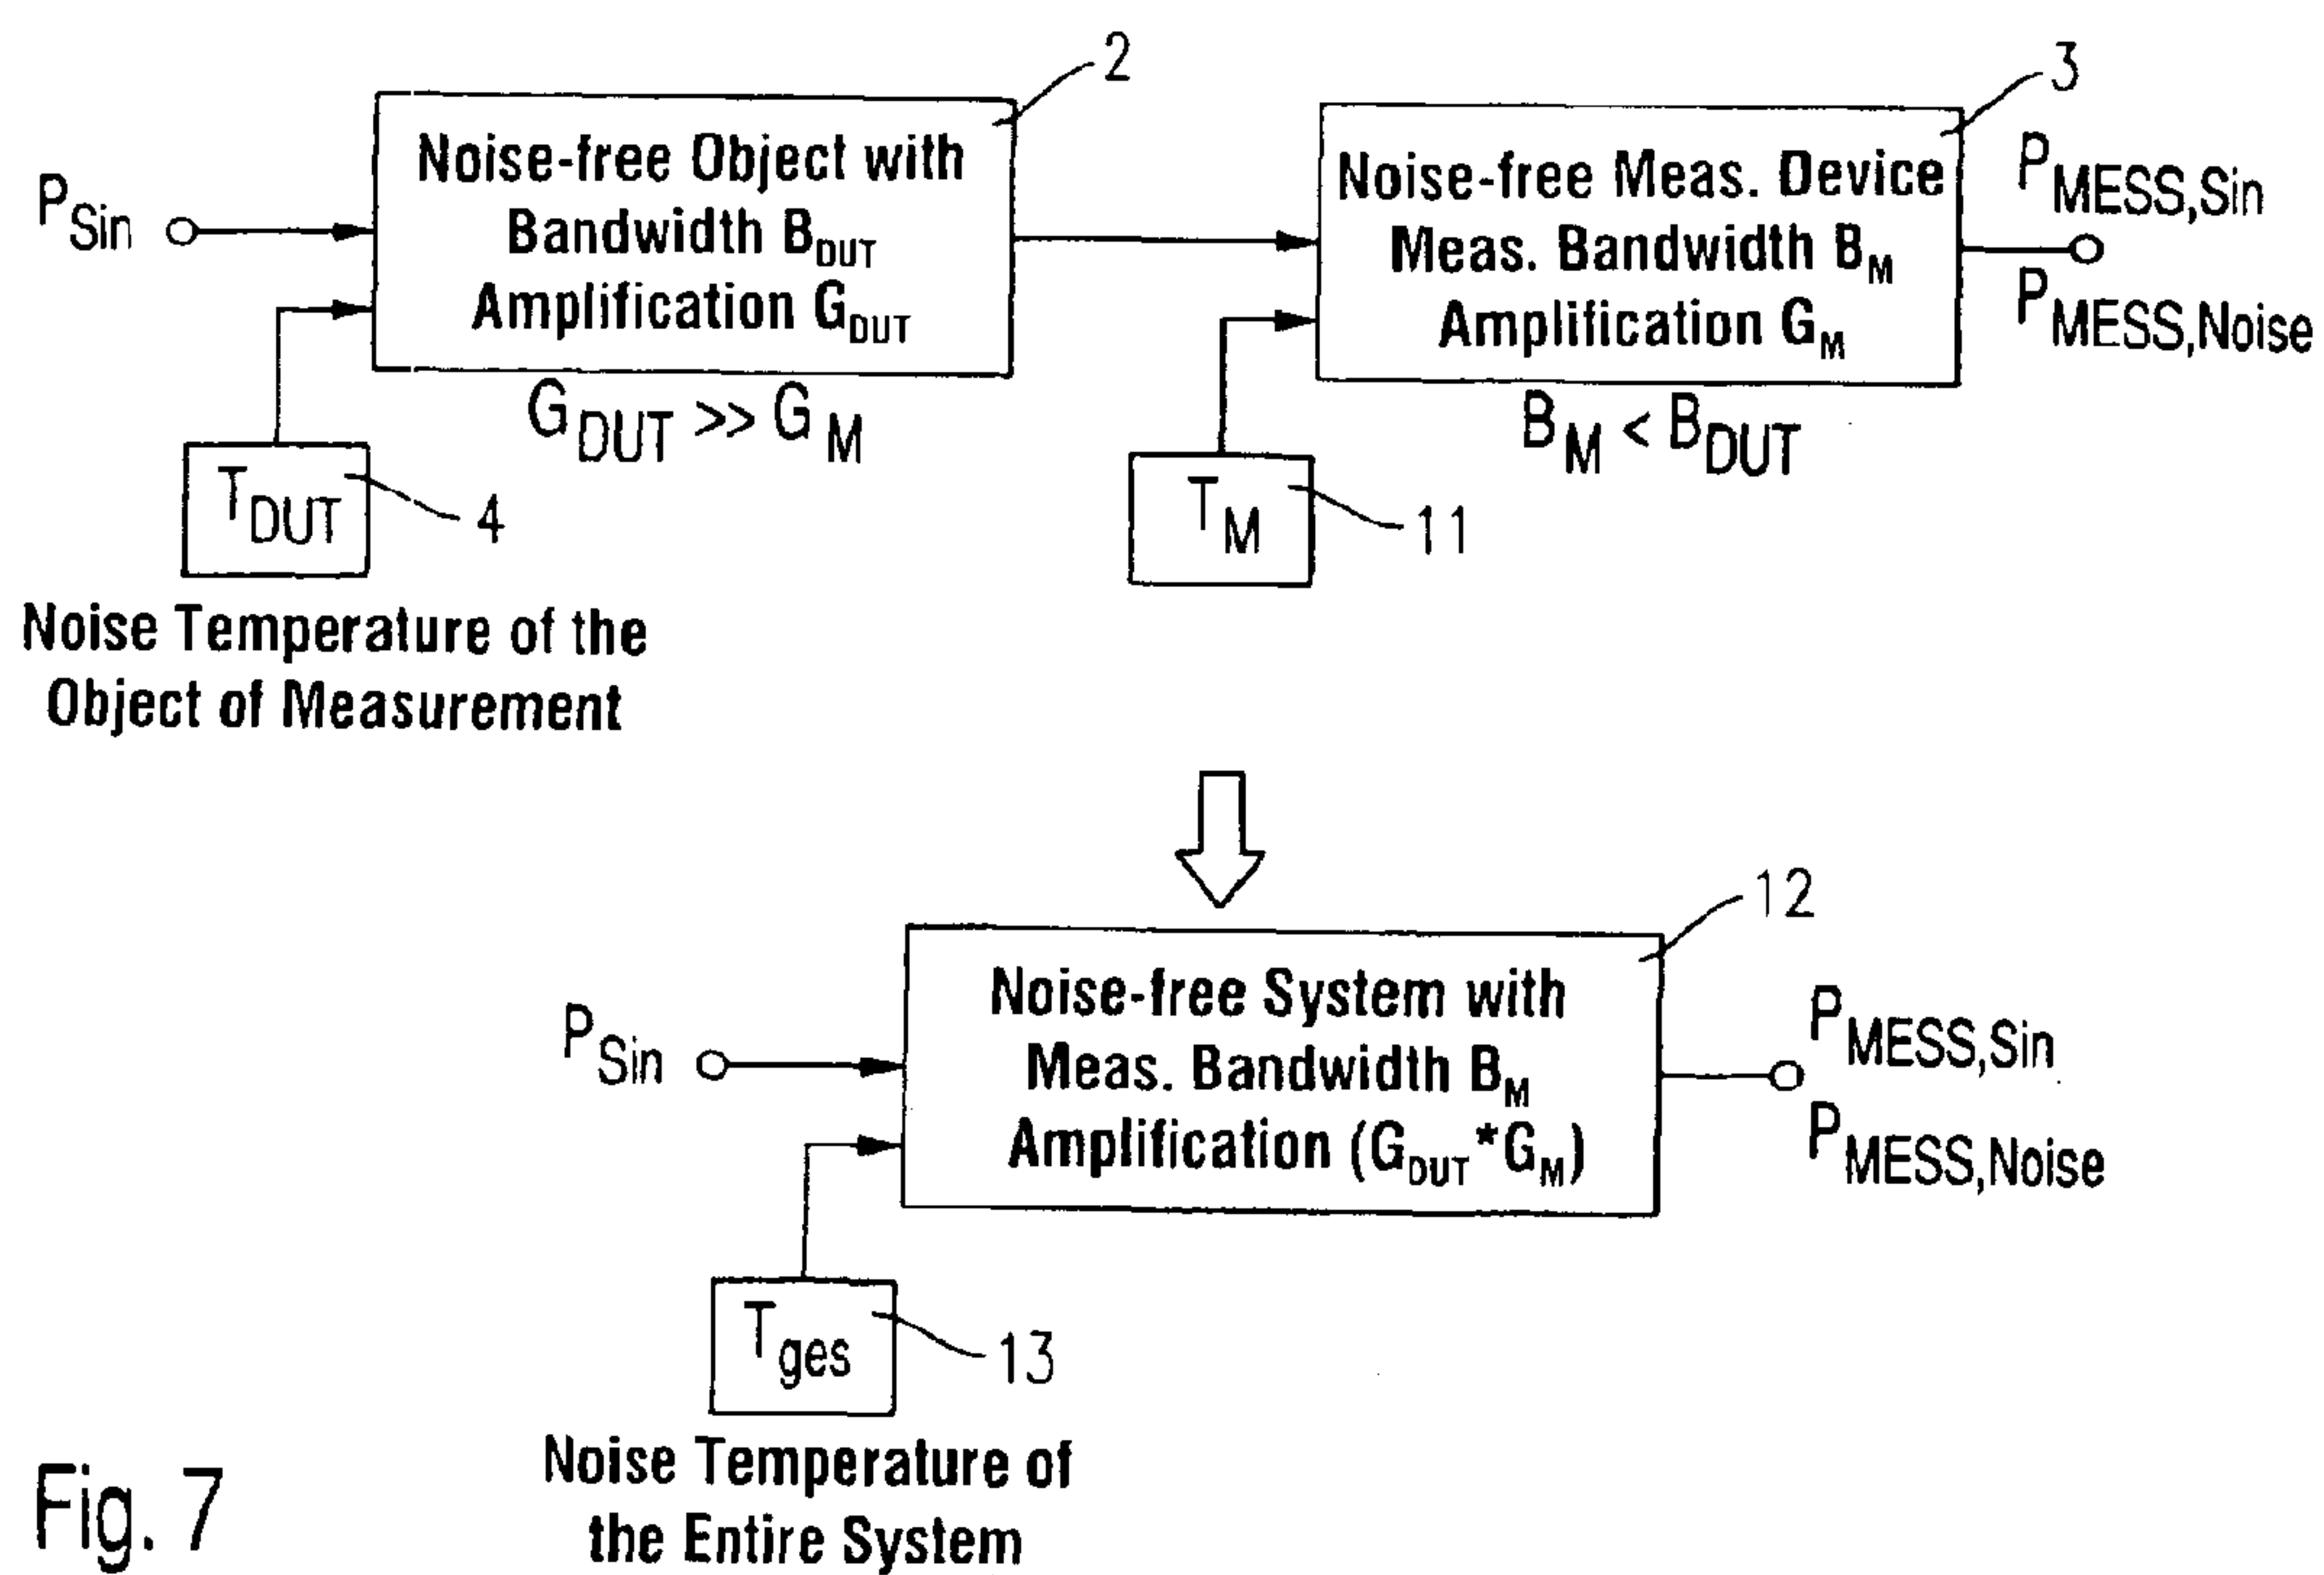 2
3
P_Sin
Noise-free Object with
Bandwidth B_DUT
Amplification G_DUT
Noise-free Meas. Device
Meas. Bandwidth B_M
Amplification G_M
P_MESS,Sin
P_MESS,Noise
G_DUT >> G_M
B_M < B_DUT
T_DUT
4
T_M
11
Noise Temperature of the
Object of Measurement
12
P_Sin
Noise-free System with
Meas. Bandwidth B_M
Amplification (G_DUT*G_M)
P_MESS,Sin
P_MESS,Noise
T_ges
13
Noise Temperature of
the Entire System
Fig. 7